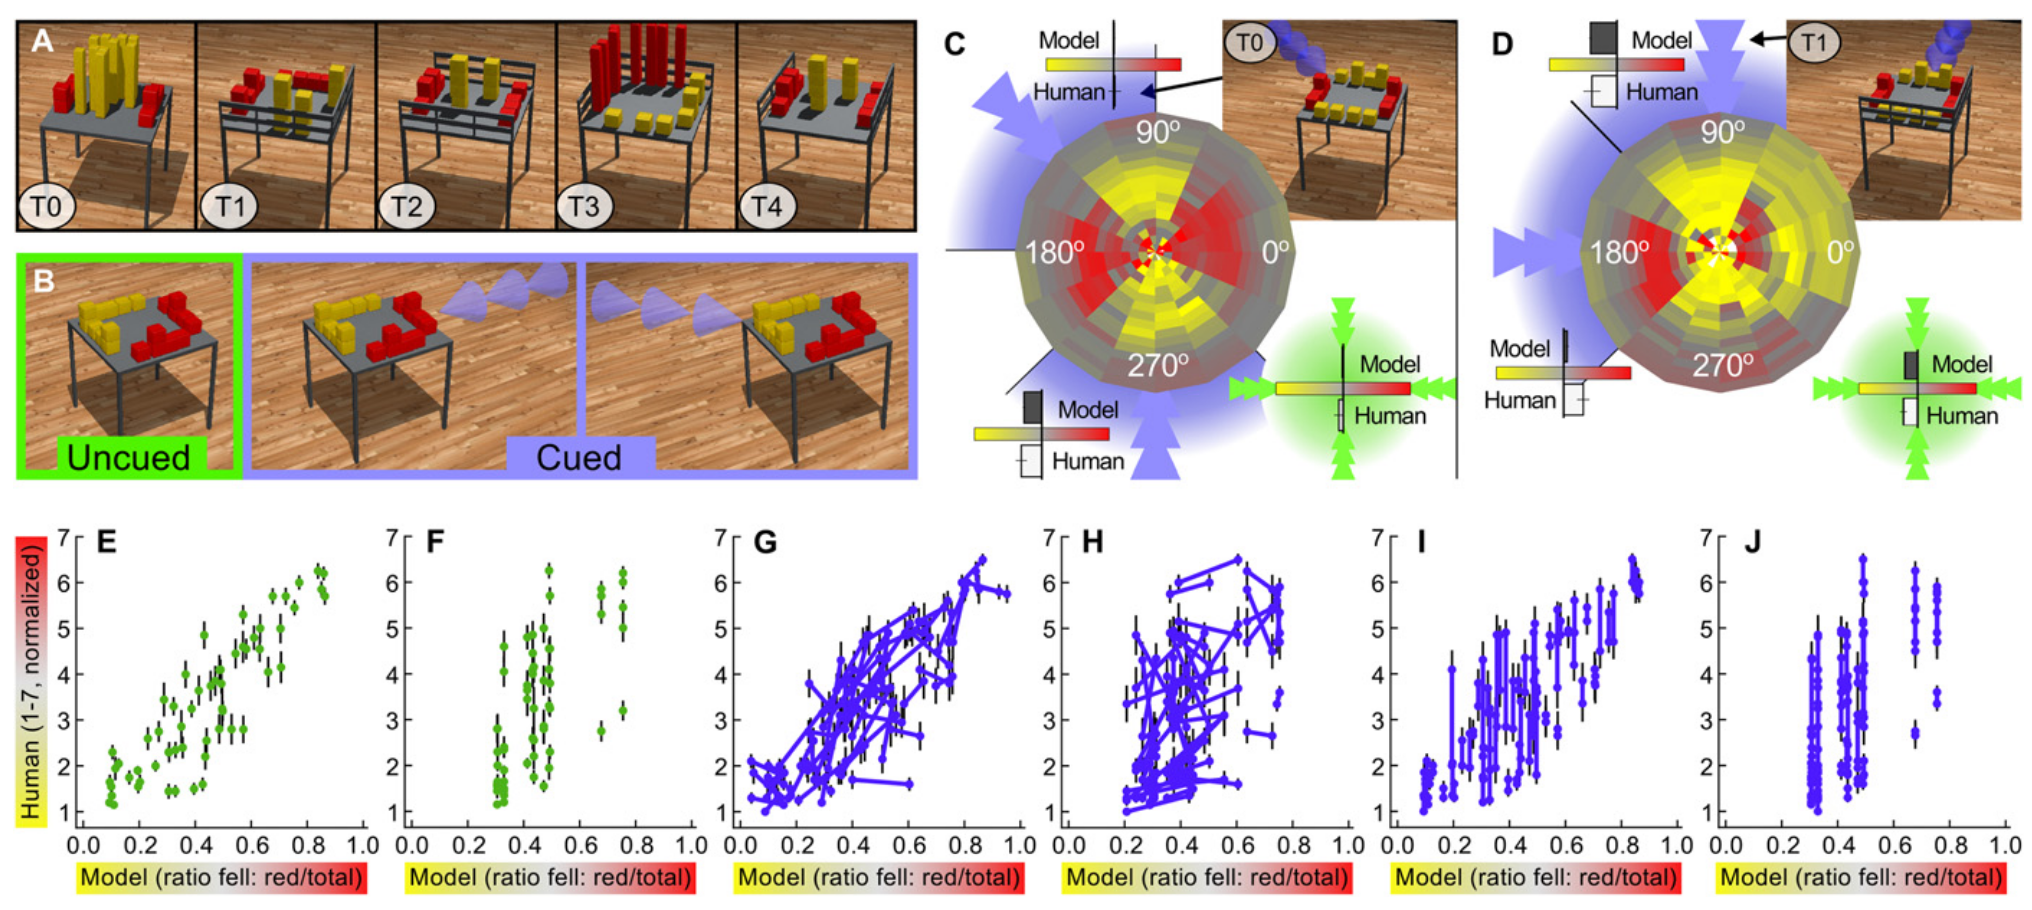 A
T0
T1
T2
T3
T4
B
Uncued
Cued
C
Model
Human
T0
90º
180º
0º
270º
Model
Human
Model
Human
D
Model
Human
T1
90º
180º
0º
270º
Model
Human
Model
Human
Human (1-7, normalized)
E
7
6
5
4
3
2
1
0.0 0.2 0.4 0.6 0.8 1.0
Model (ratio fell: red/total)
F
7
6
5
4
3
2
1
0.0 0.2 0.4 0.6 0.8 1.0
Model (ratio fell: red/total)
G
7
6
5
4
3
2
1
0.0 0.2 0.4 0.6 0.8 1.0
Model (ratio fell: red/total)
H
7
6
5
4
3
2
1
0.0 0.2 0.4 0.6 0.8 1.0
Model (ratio fell: red/total)
I
7
6
5
4
3
2
1
0.0 0.2 0.4 0.6 0.8 1.0
Model (ratio fell: red/total)
J
7
6
5
4
3
2
1
0.0 0.2 0.4 0.6 0.8 1.0
Model (ratio fell: red/total)